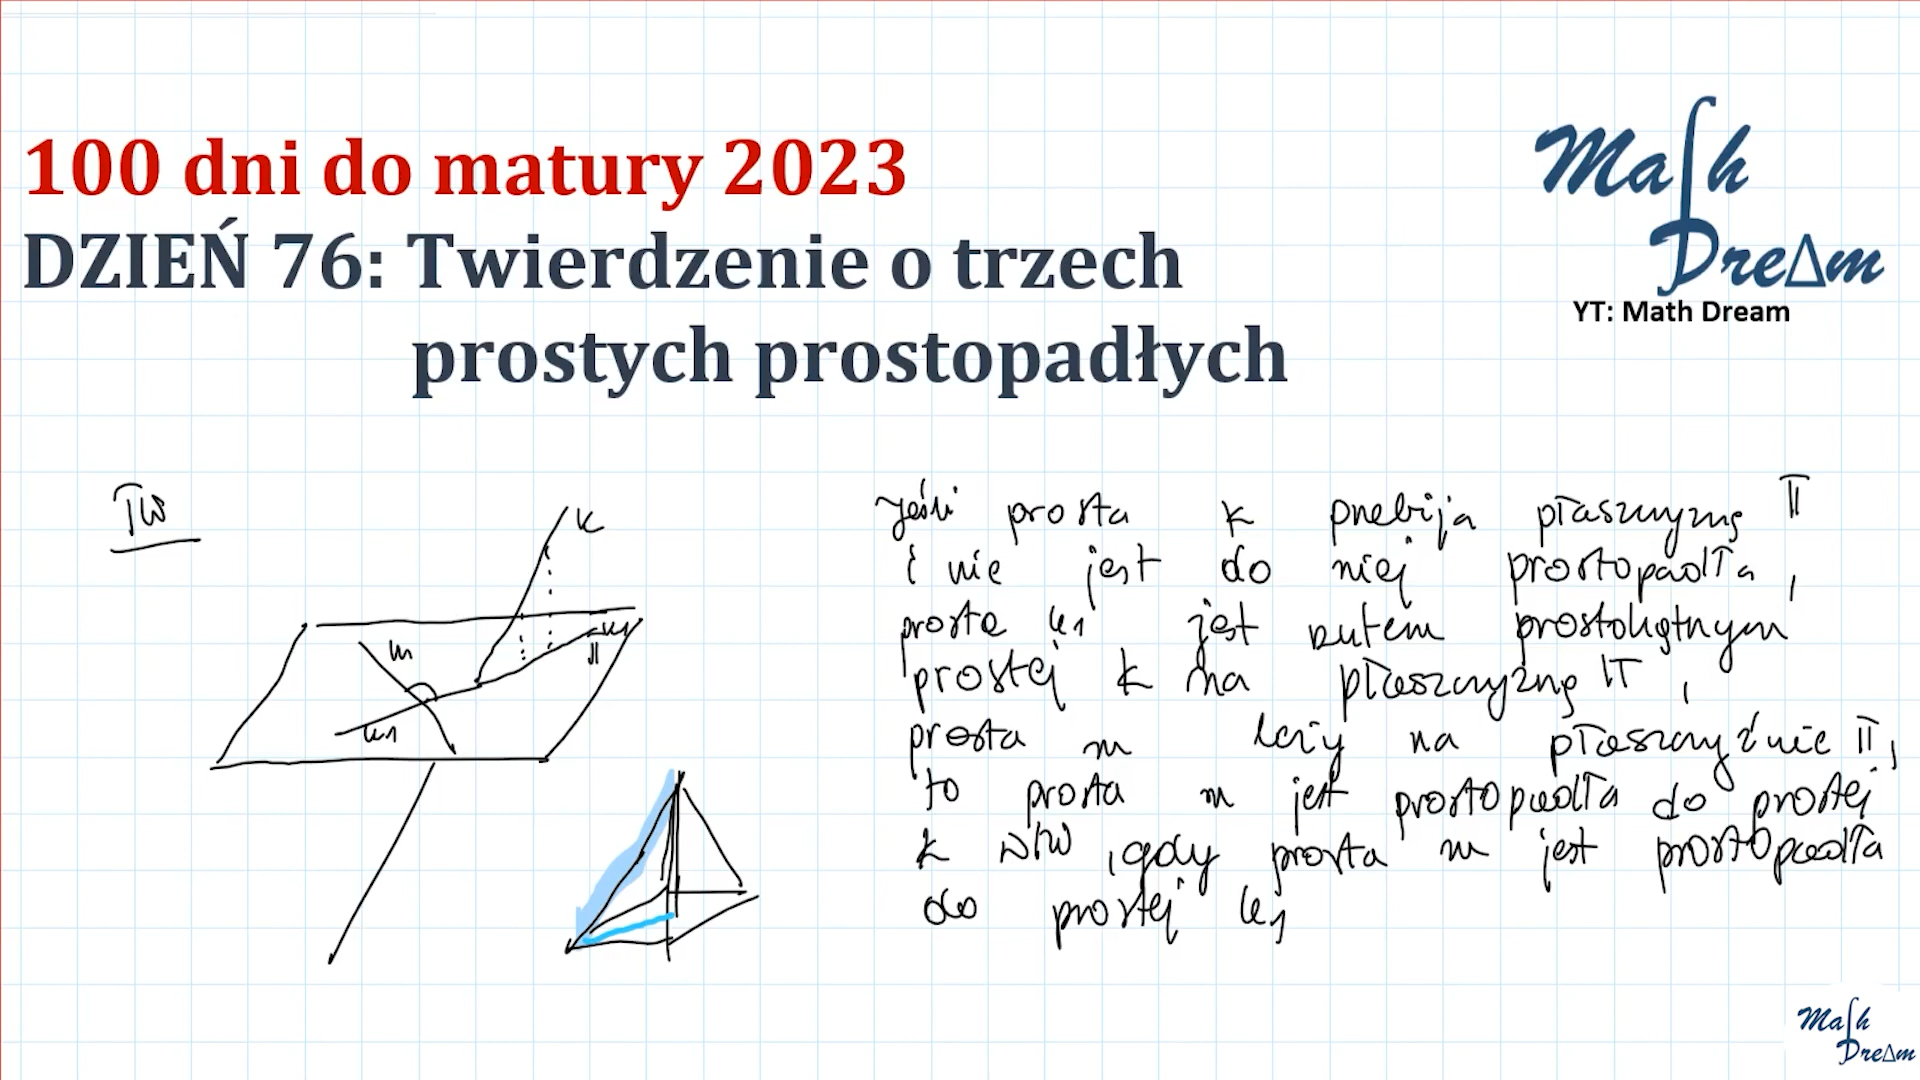 100 dni do matury 2023
DZIEŃ 76: Twierdzenie o trzech
prostych prostopadłych
Math
Dream
YT: Math Dream
TW
k
m
k1
π
k1
Jeśli prosta k przebija płaszczyznę π
i nie jest do niej prostopadła,
prosta k1 jest rzutem prostokątnym
prostej k na płaszczyznę π,
prosta m leży na płaszczyźnie π,
to prosta m jest prostopadła do prostej
k wtw, gdy prosta m jest prostopadła
do prostej k1
Math
Dream